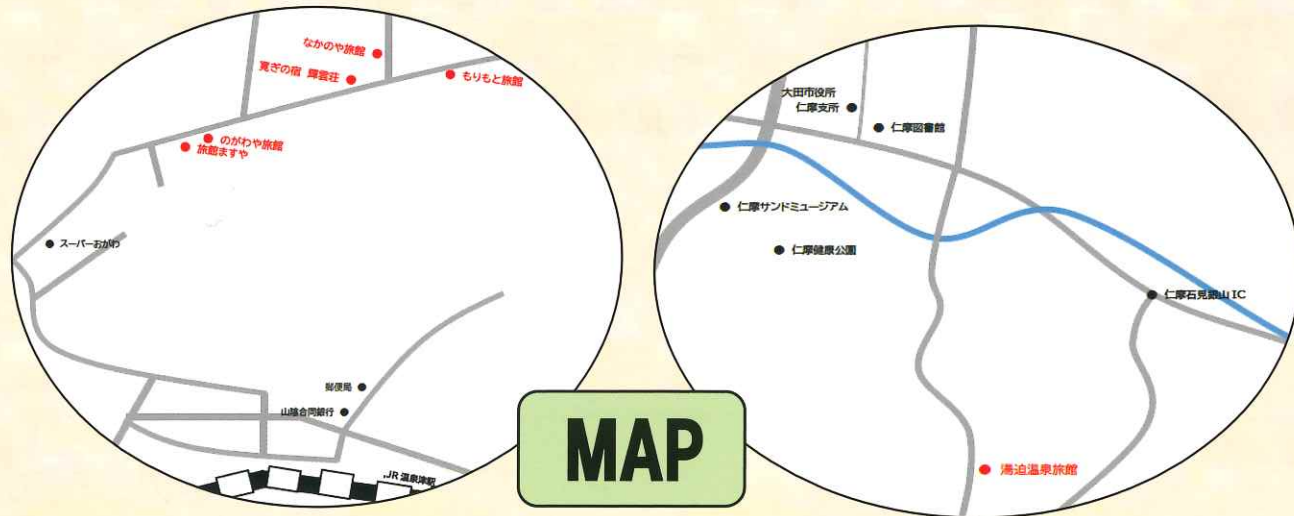 なかのや旅館
寛ぎの宿 輝雲荘
もりもと旅館
のがわや旅館
旅館ますや
スーパーおがわ
郵便局
山陰合同銀行
JR 温泉津駅
大田市役所
仁摩支所
仁摩図書館
仁摩サンドミュージアム
仁摩健康公園
仁摩石見銀山 IC
湯迫温泉旅館
MAP